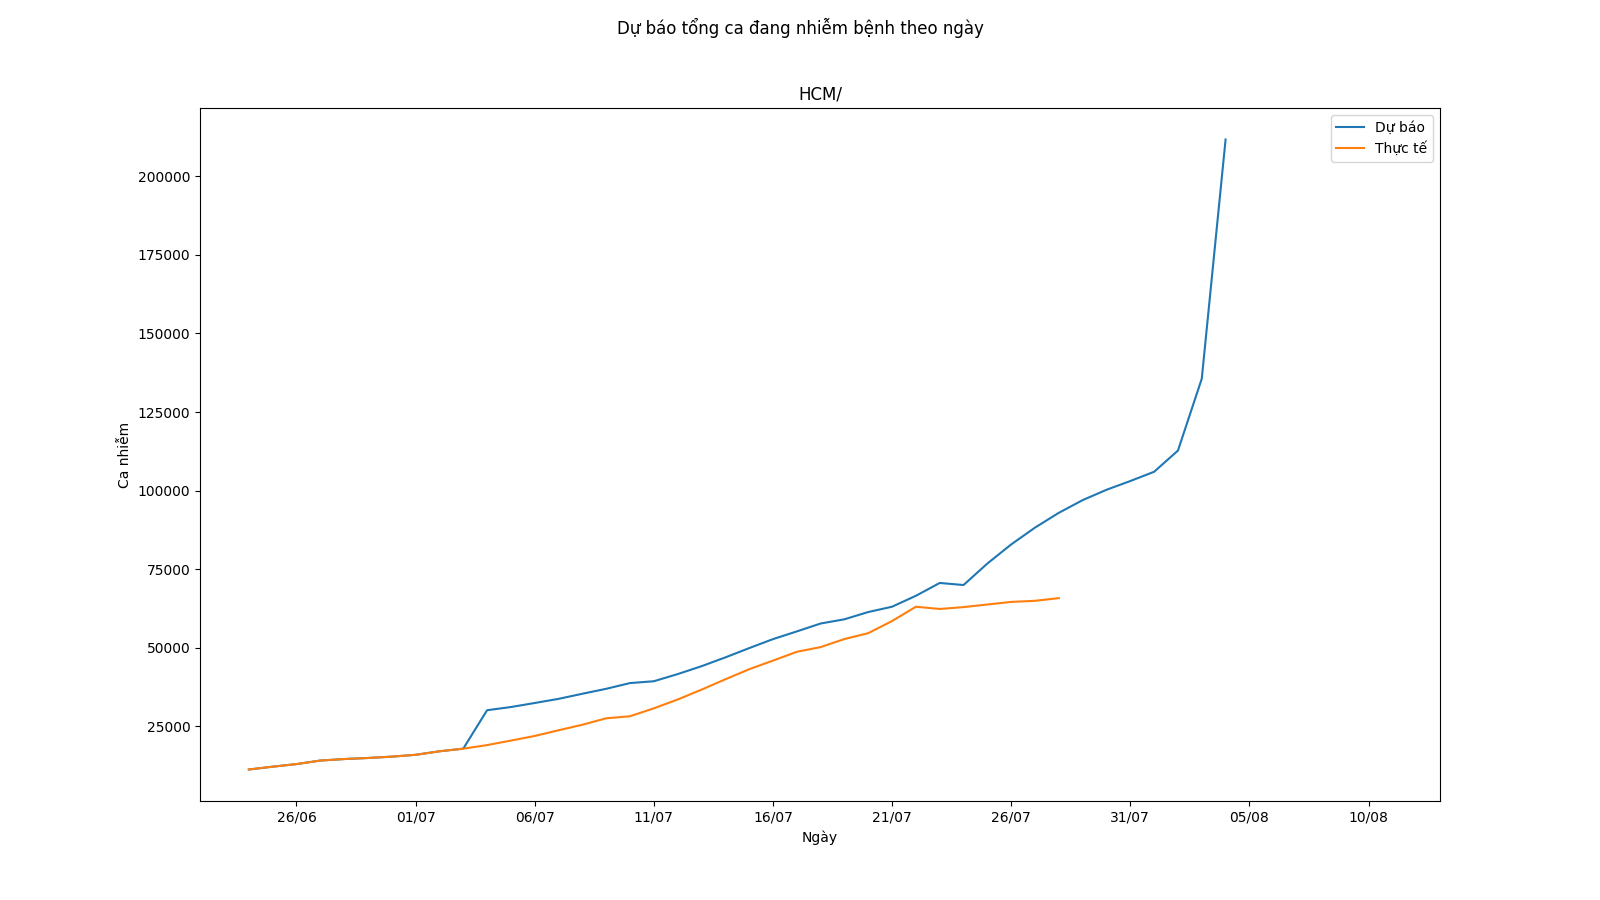 Dự báo tổng ca đang nhiễm bệnh theo ngày
HCM/
Dự báo
Thực tế
200000
175000
150000
125000
100000
75000
50000
25000
Ca nhiễm
26/06 01/07 06/07 11/07 16/07 21/07 26/07 31/07 05/08 10/08
Ngày